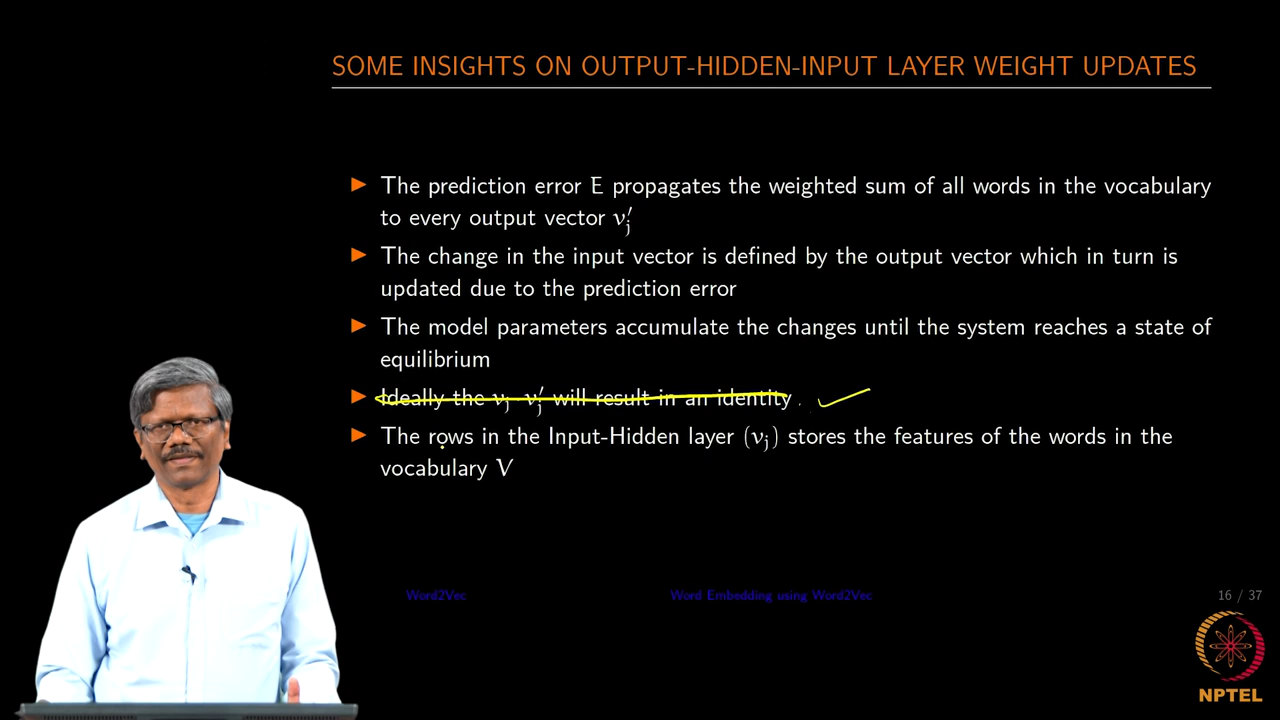 SOME INSIGHTS ON OUTPUT-HIDDEN-INPUT LAYER WEIGHT UPDATES
▶ The prediction error E propagates the weighted sum of all words in the vocabulary
to every output vector v′ⱼ
▶ The change in the input vector is defined by the output vector which in turn is
updated due to the prediction error
▶ The model parameters accumulate the changes until the system reaches a state of
equilibrium
▶ Ideally the vⱼ · v′ⱼ will result in an identity .
▶ The rows in the Input-Hidden layer (vⱼ) stores the features of the words in the
vocabulary V
Word2Vec Word Embedding using Word2Vec 16 / 37
NPTEL